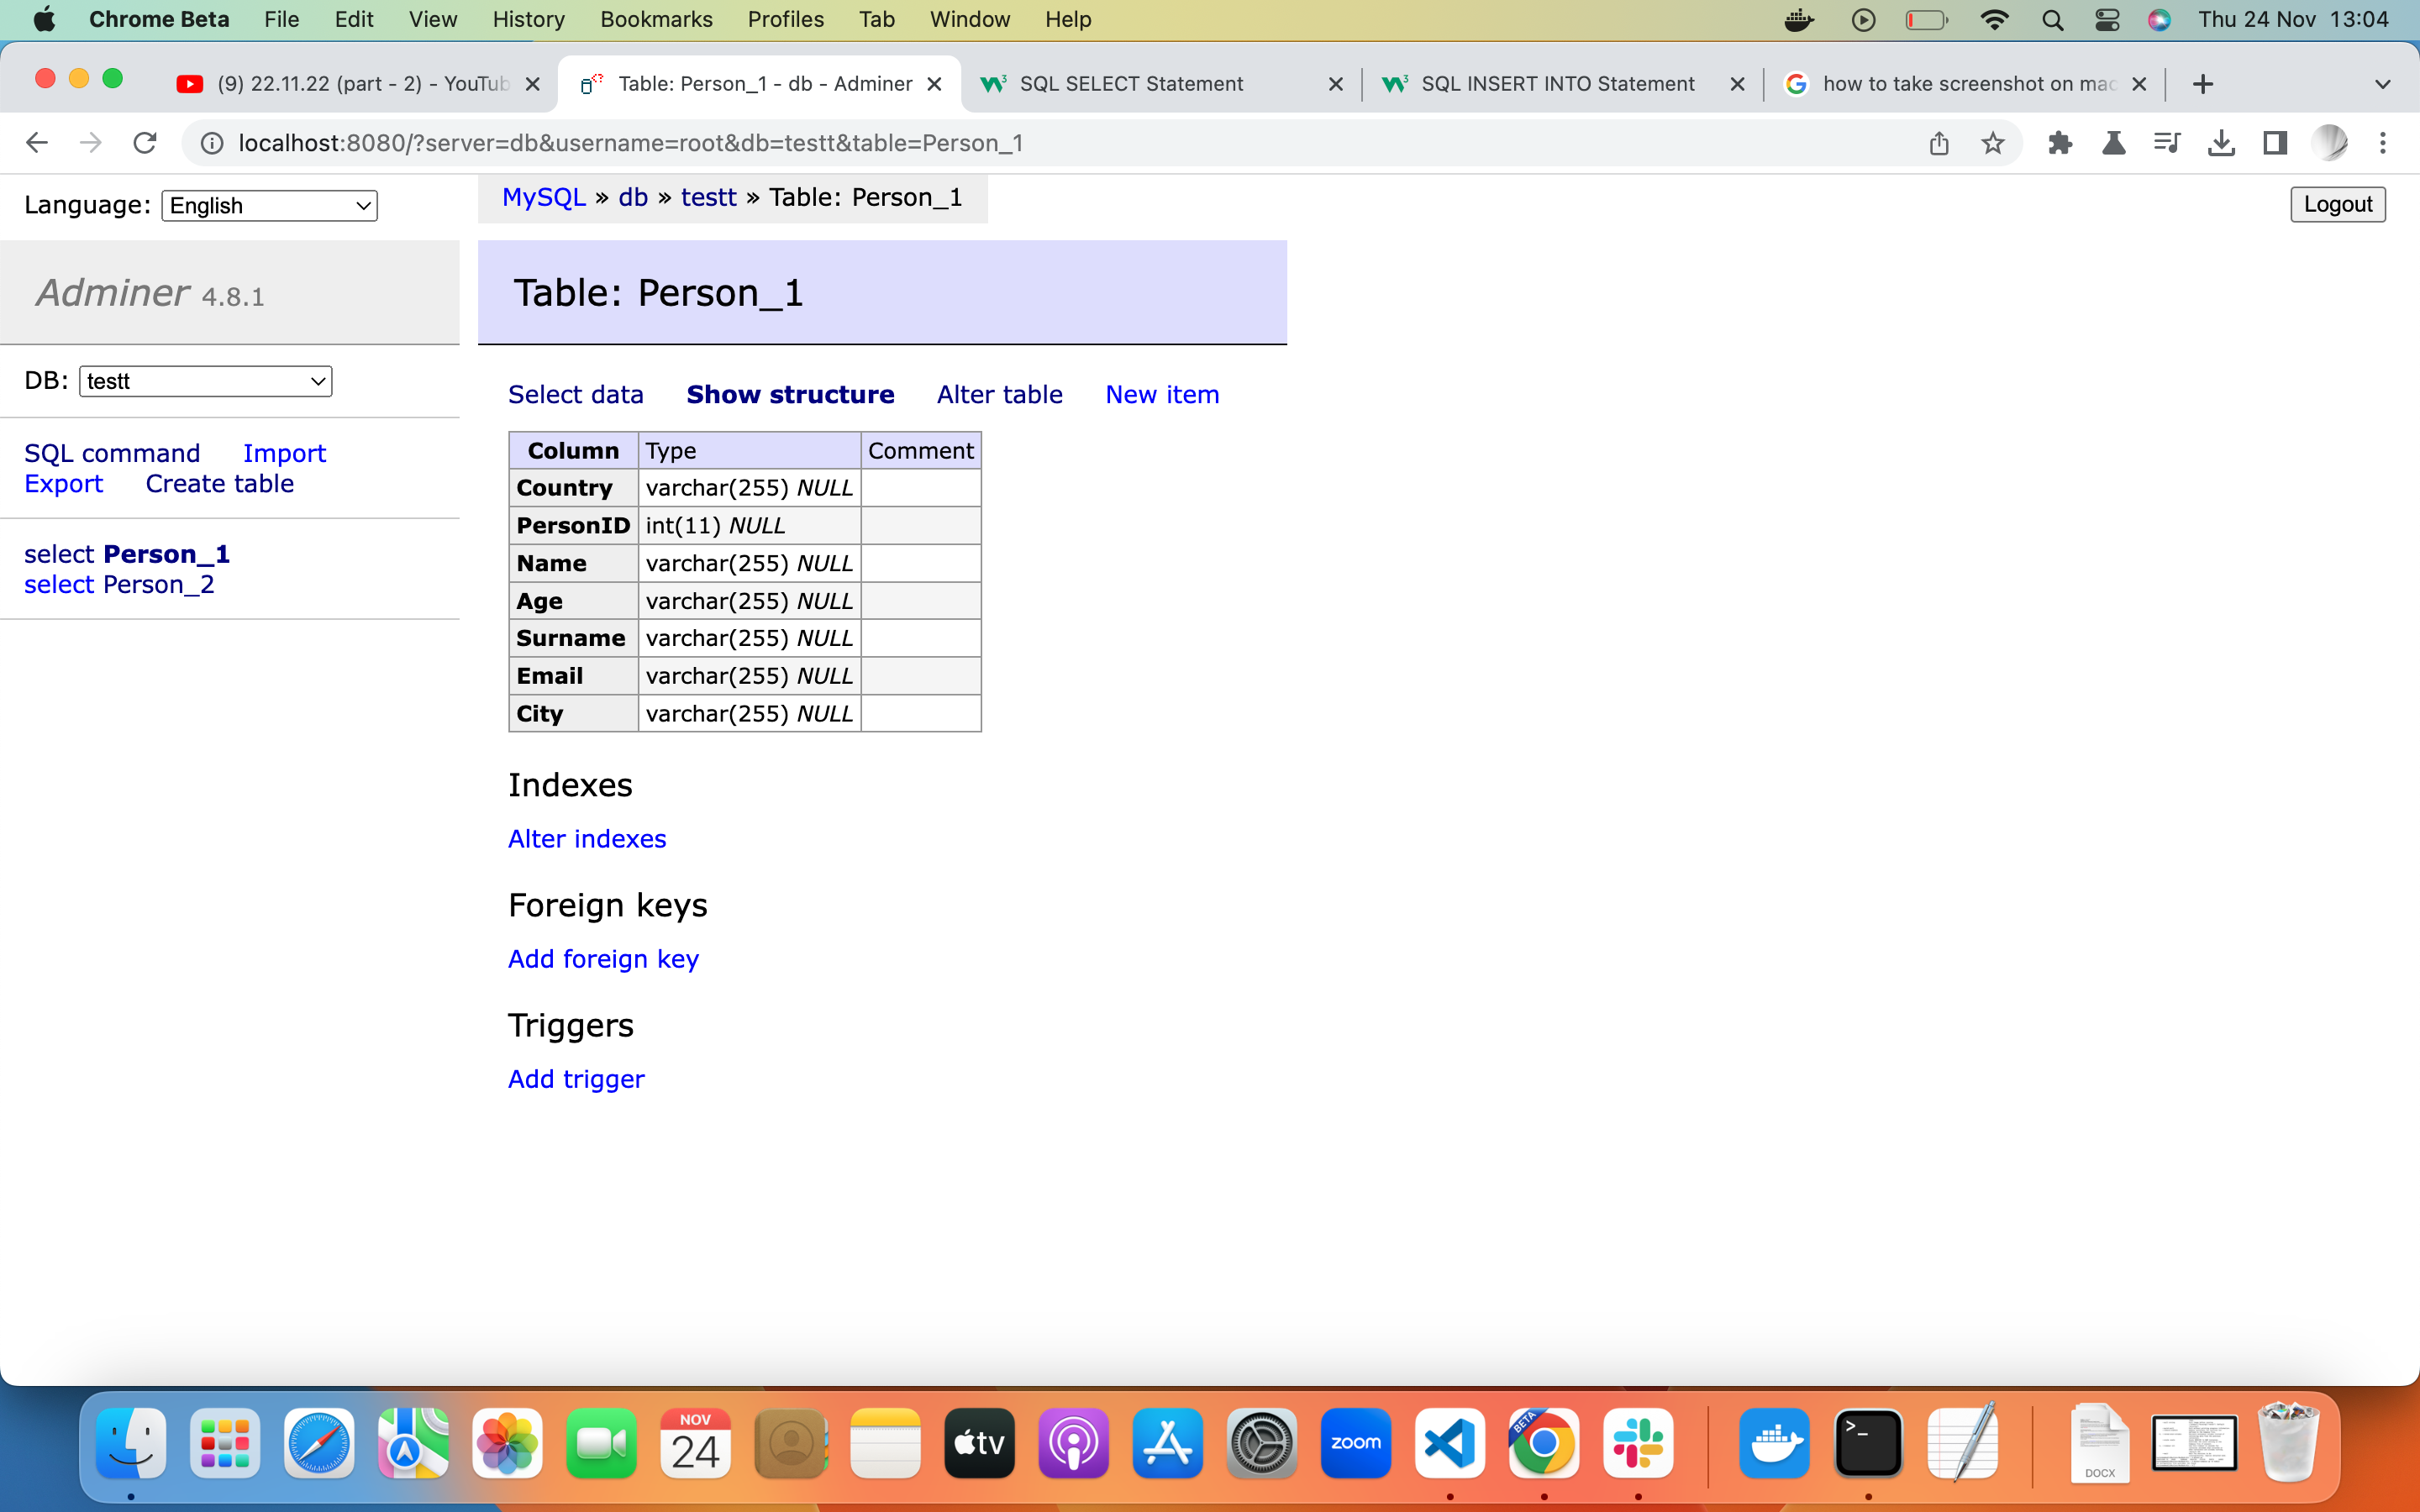 Chrome Beta File Edit View History Bookmarks Profiles Tab Window Help Thu 24 Nov 13:04
(9) 22.11.22 (part - 2) - YouTub Table: Person_1 - db - Adminer SQL SELECT Statement SQL INSERT INTO Statement how to take screenshot on mac
localhost:8080/?server=db&username=root&db=testt&table=Person_1
Language: English MySQL » db » testt » Table: Person_1 Logout
Adminer 4.8.1
Table: Person_1
DB: testt
Select data Show structure Alter table New item
SQL command Import
Export Create table
select Person_1
select Person_2
Column Type Comment
Country varchar(255) NULL
PersonID int(11) NULL
Name varchar(255) NULL
Age varchar(255) NULL
Surname varchar(255) NULL
Email varchar(255) NULL
City varchar(255) NULL
Indexes
Alter indexes
Foreign keys
Add foreign key
Triggers
Add trigger
NOV
24
tv
zoom
BETA
>_
DOCX